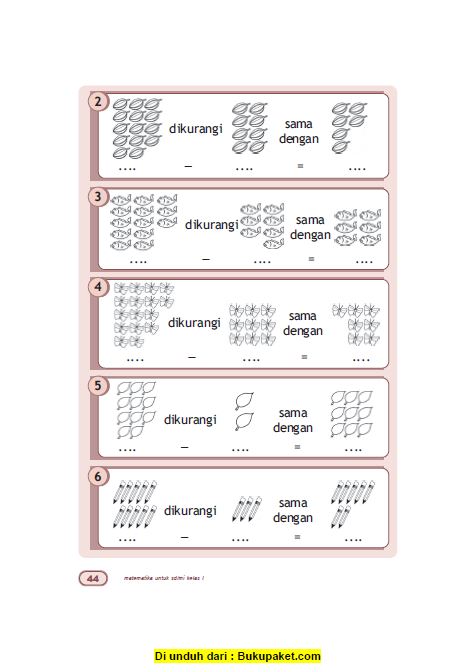 2
dikurangi
sama
dengan
.... – .... = ....
3
dikurangi
sama
dengan
.... – .... = ....
4
dikurangi
sama
dengan
.... – .... = ....
5
dikurangi
sama
dengan
.... – .... = ....
6
dikurangi
sama
dengan
.... – .... = ....
44 matematika untuk sd/mi kelas I
Di unduh dari : Bukupaket.com